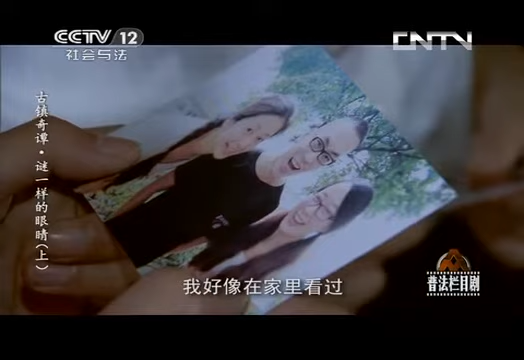 CCTV 12
社会与法
CNTV
古镇奇谭·谜一样的眼睛(上)
我好像在家里看过
普法栏目剧